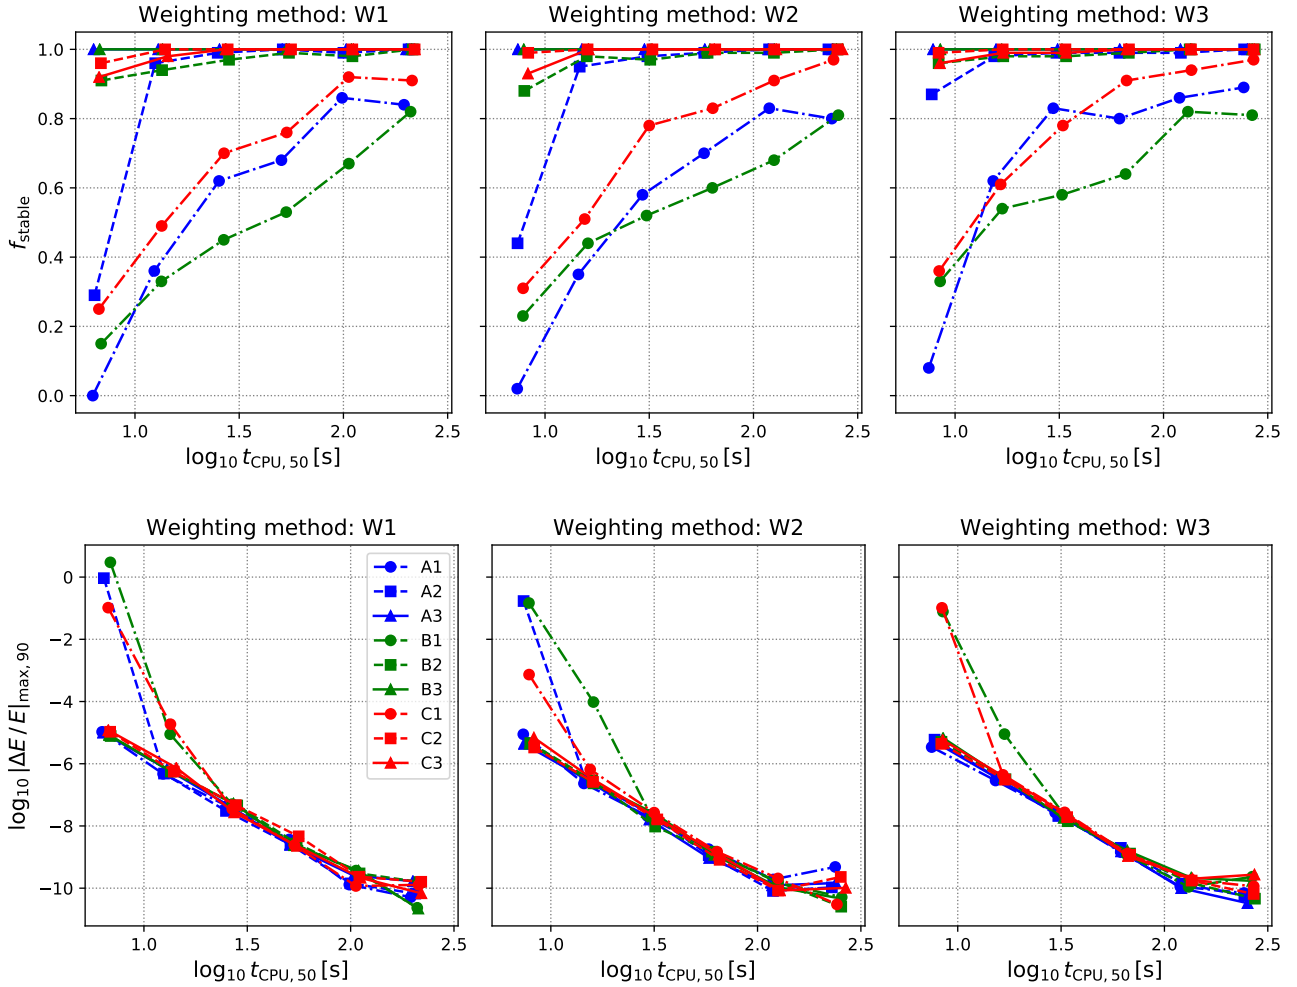 Weighting method: W1
Weighting method: W2
Weighting method: W3
f_stable
1.0
0.8
0.6
0.4
0.2
0.0
1.0 1.5 2.0 2.5
1.0 1.5 2.0 2.5
1.0 1.5 2.0 2.5
log₁₀ t_CPU, 50 [s]
log₁₀ t_CPU, 50 [s]
log₁₀ t_CPU, 50 [s]
Weighting method: W1
Weighting method: W2
Weighting method: W3
log₁₀ |ΔE / E|_max, 90
0
−2
−4
−6
−8
−10
A1
A2
A3
B1
B2
B3
C1
C2
C3
1.0 1.5 2.0 2.5
1.0 1.5 2.0 2.5
1.0 1.5 2.0 2.5
log₁₀ t_CPU, 50 [s]
log₁₀ t_CPU, 50 [s]
log₁₀ t_CPU, 50 [s]